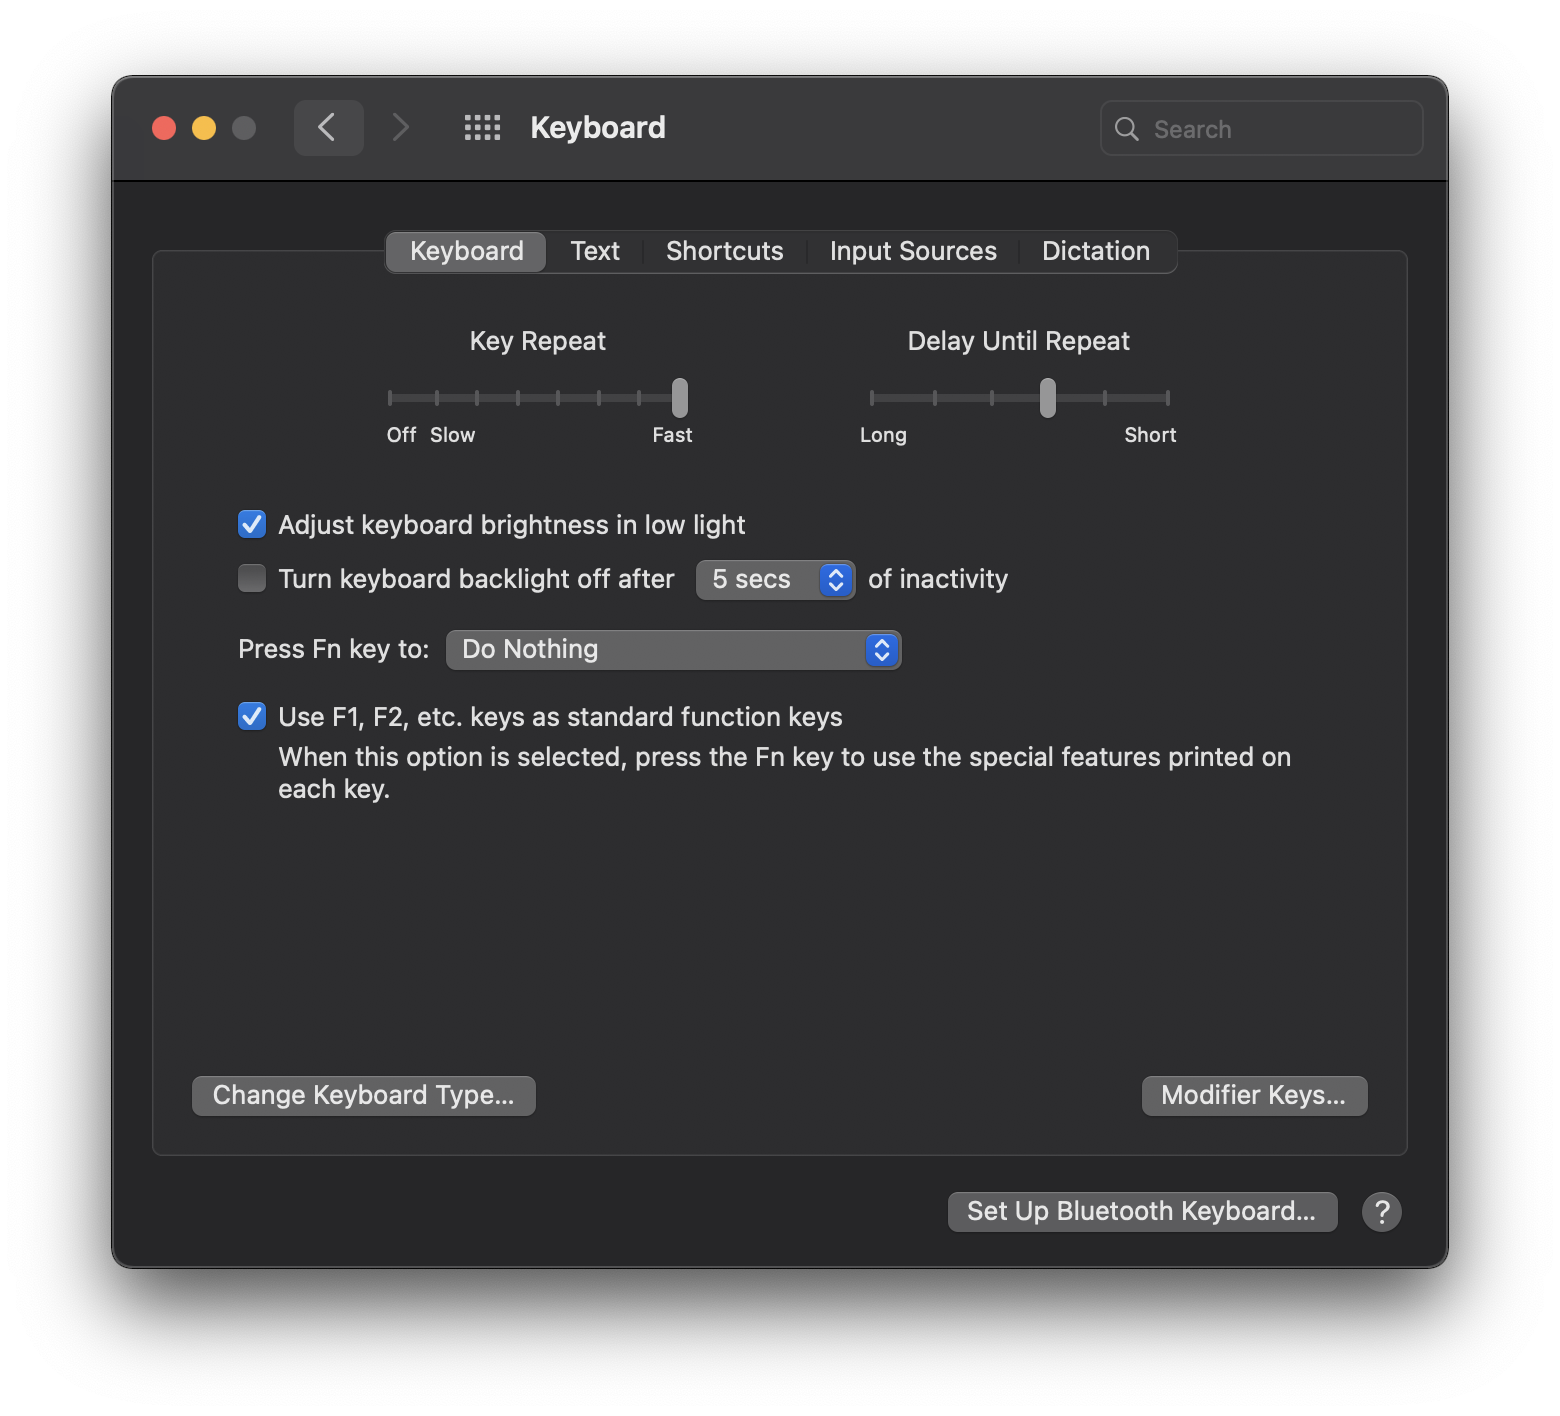 Keyboard
Search
Keyboard Text Shortcuts Input Sources Dictation
Key Repeat Delay Until Repeat
Off Slow Fast Long Short
Adjust keyboard brightness in low light
Turn keyboard backlight off after 5 secs of inactivity
Press Fn key to: Do Nothing
Use F1, F2, etc. keys as standard function keys
When this option is selected, press the Fn key to use the special features printed on
each key.
Change Keyboard Type... Modifier Keys...
Set Up Bluetooth Keyboard... ?